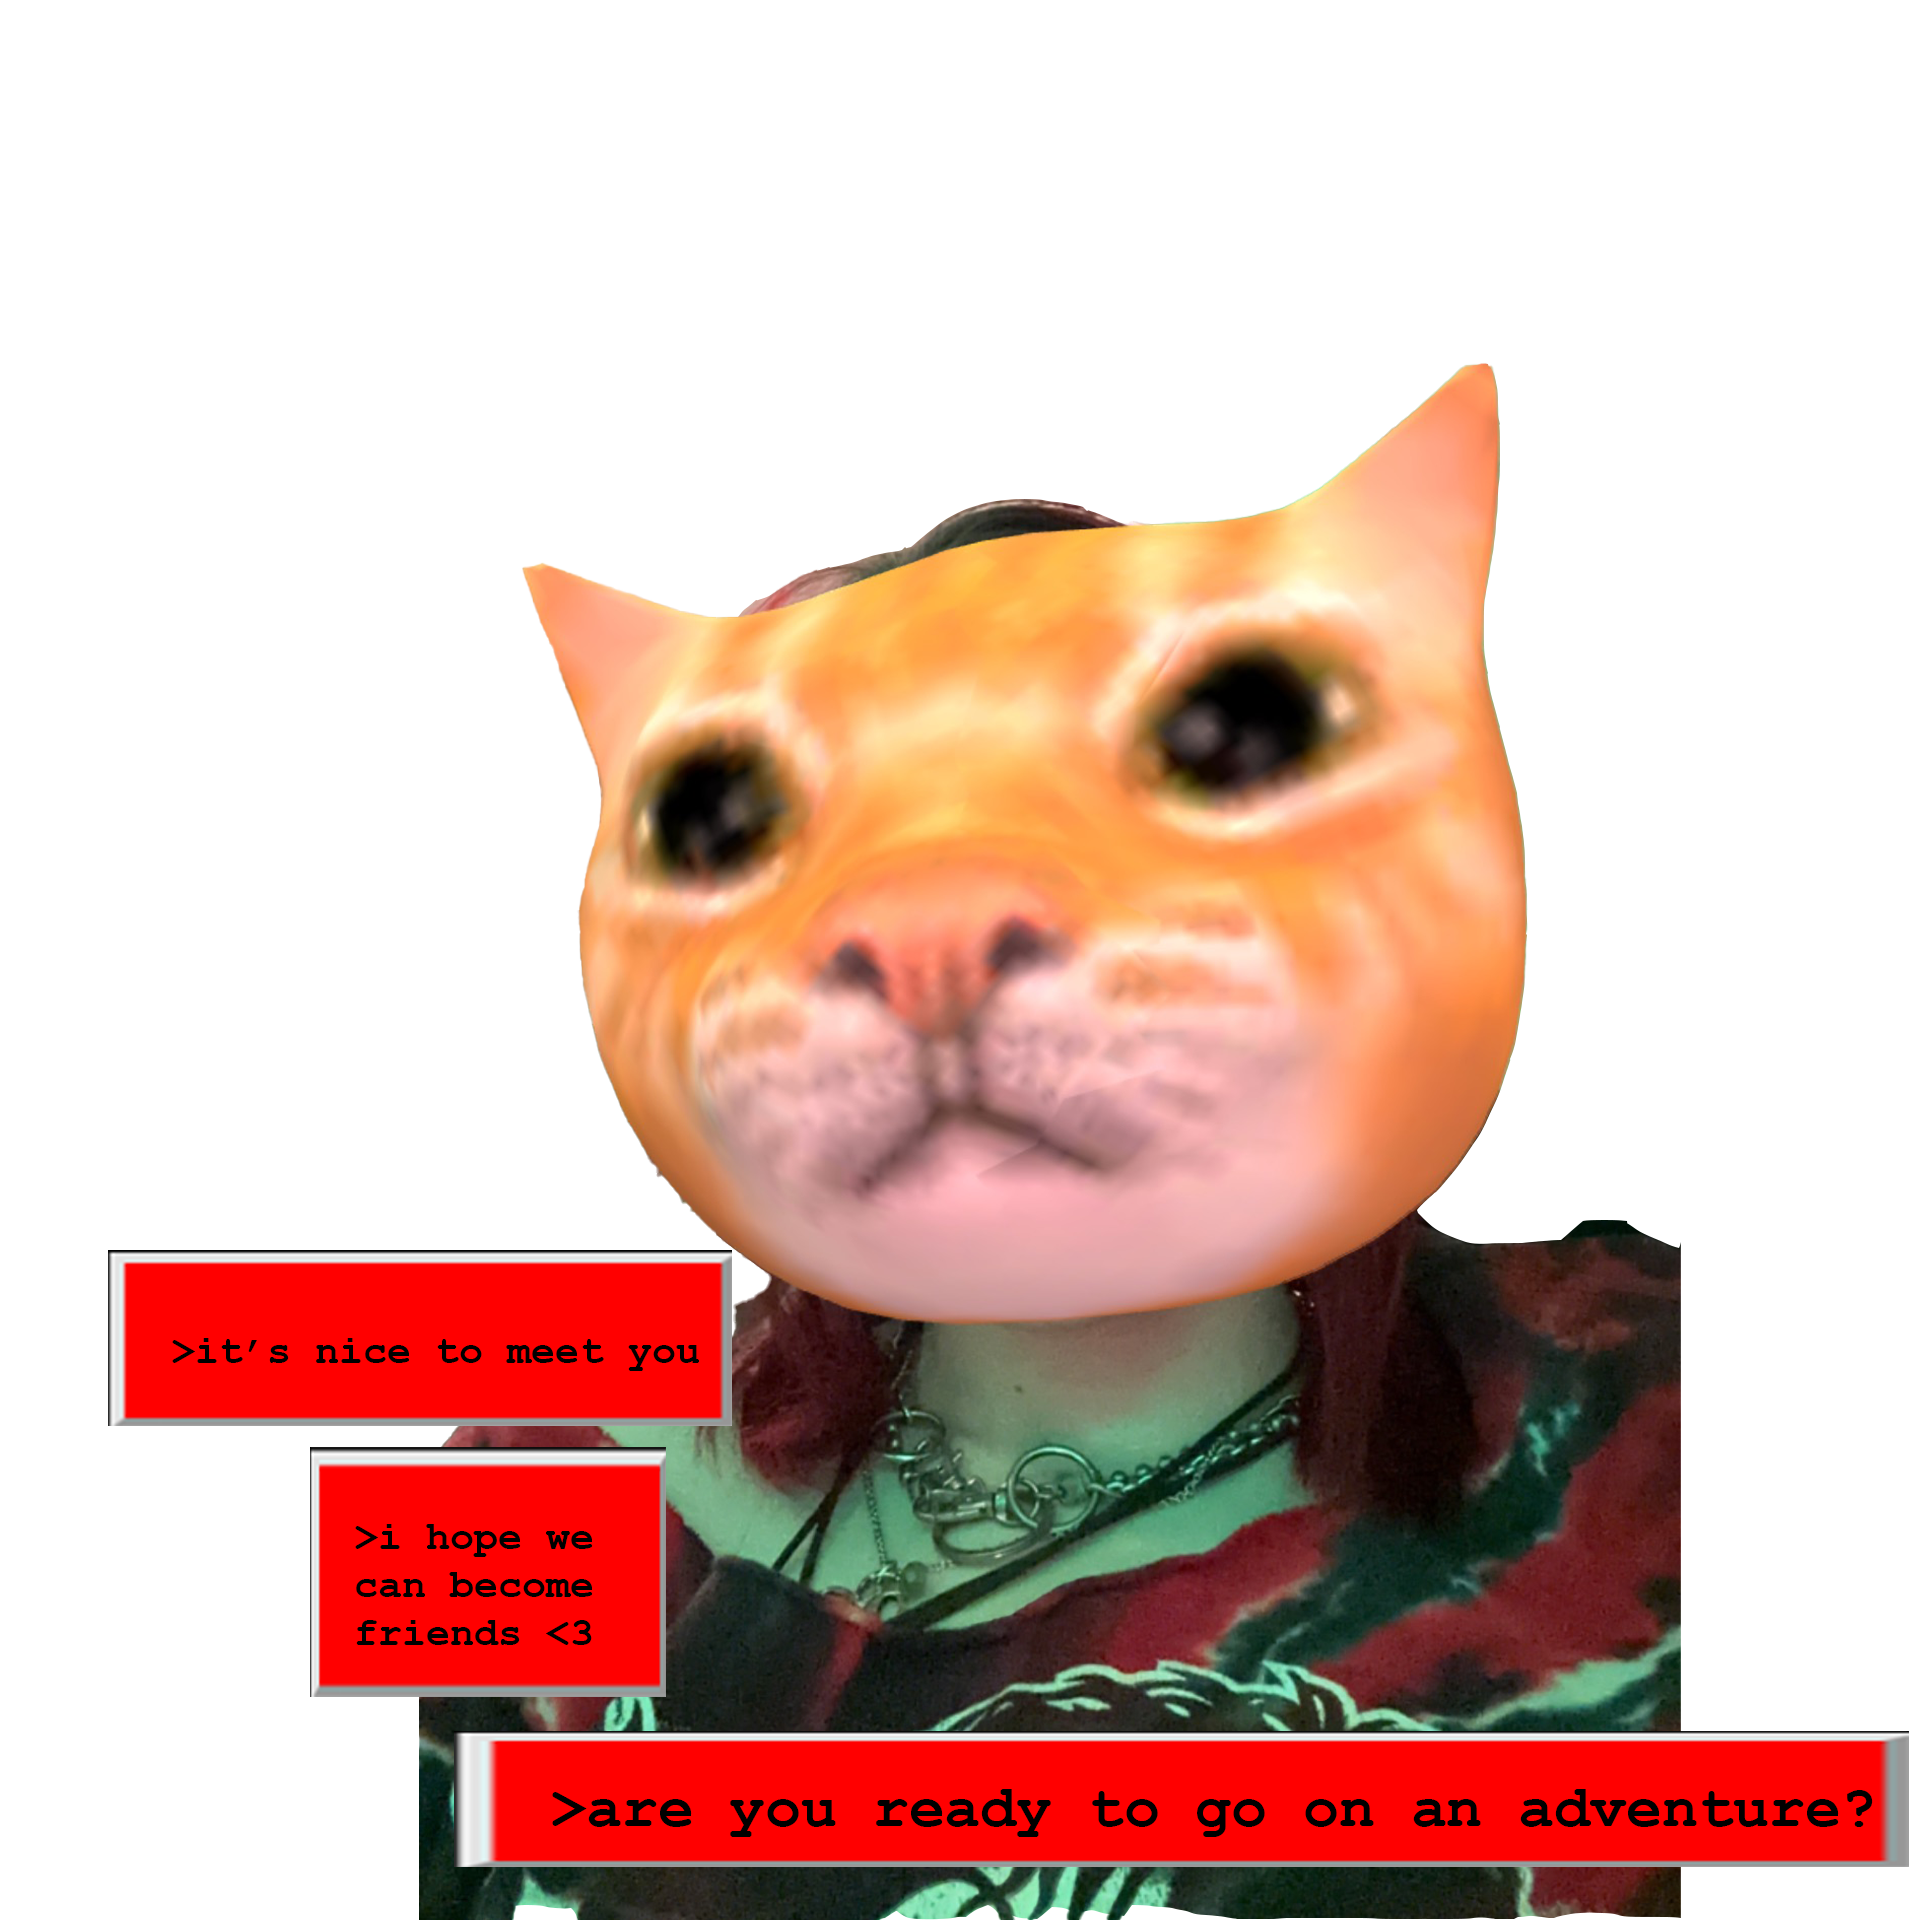 >it’s nice to meet you
>i hope we
can become
friends <3
>are you ready to go on an adventure?